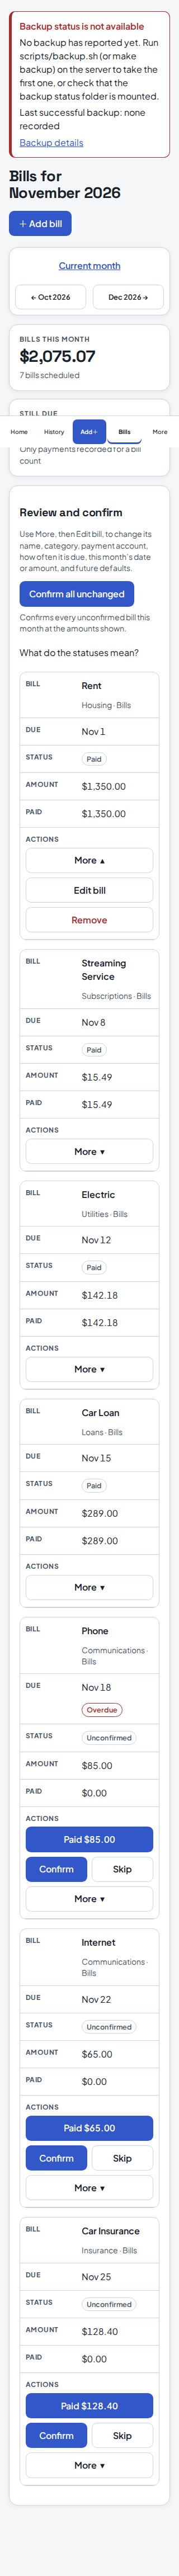 Backup status is not available
No backup has reported yet. Run
scripts/backup.sh (or make
backup) on the server to take the
first one, or check that the
backup status folder is mounted.
Last successful backup: none
recorded
Backup details
Bills for
November 2026
+ Add bill
Current month
← Oct 2026
Dec 2026 →
BILLS THIS MONTH
$2,075.07
7 bills scheduled
STILL DUE
Home
History
Add+
Bills
More
Only payments recorded for a bill
count
Review and confirm
Use More, then Edit bill, to change its
name, category, payment account,
how often it is due, this month's date
or amount, and future defaults.
Confirm all unchanged
Confirms every unconfirmed bill this
month at the amounts shown.
What do the statuses mean?
BILL
Rent
Housing · Bills
DUE
Nov 1
STATUS
Paid
AMOUNT
$1,350.00
PAID
$1,350.00
ACTIONS
More ▲
Edit bill
Remove
BILL
Streaming
Service
Subscriptions · Bills
DUE
Nov 8
STATUS
Paid
AMOUNT
$15.49
PAID
$15.49
ACTIONS
More ▼
BILL
Electric
Utilities · Bills
DUE
Nov 12
STATUS
Paid
AMOUNT
$142.18
PAID
$142.18
ACTIONS
More ▼
BILL
Car Loan
Loans · Bills
DUE
Nov 15
STATUS
Paid
AMOUNT
$289.00
PAID
$289.00
ACTIONS
More ▼
BILL
Phone
Communications ·
Bills
DUE
Nov 18
Overdue
STATUS
Unconfirmed
AMOUNT
$85.00
PAID
$0.00
ACTIONS
Paid $85.00
Confirm
Skip
More ▼
BILL
Internet
Communications ·
Bills
DUE
Nov 22
STATUS
Unconfirmed
AMOUNT
$65.00
PAID
$0.00
ACTIONS
Paid $65.00
Confirm
Skip
More ▼
BILL
Car Insurance
Insurance · Bills
DUE
Nov 25
STATUS
Unconfirmed
AMOUNT
$128.40
PAID
$0.00
ACTIONS
Paid $128.40
Confirm
Skip
More ▼